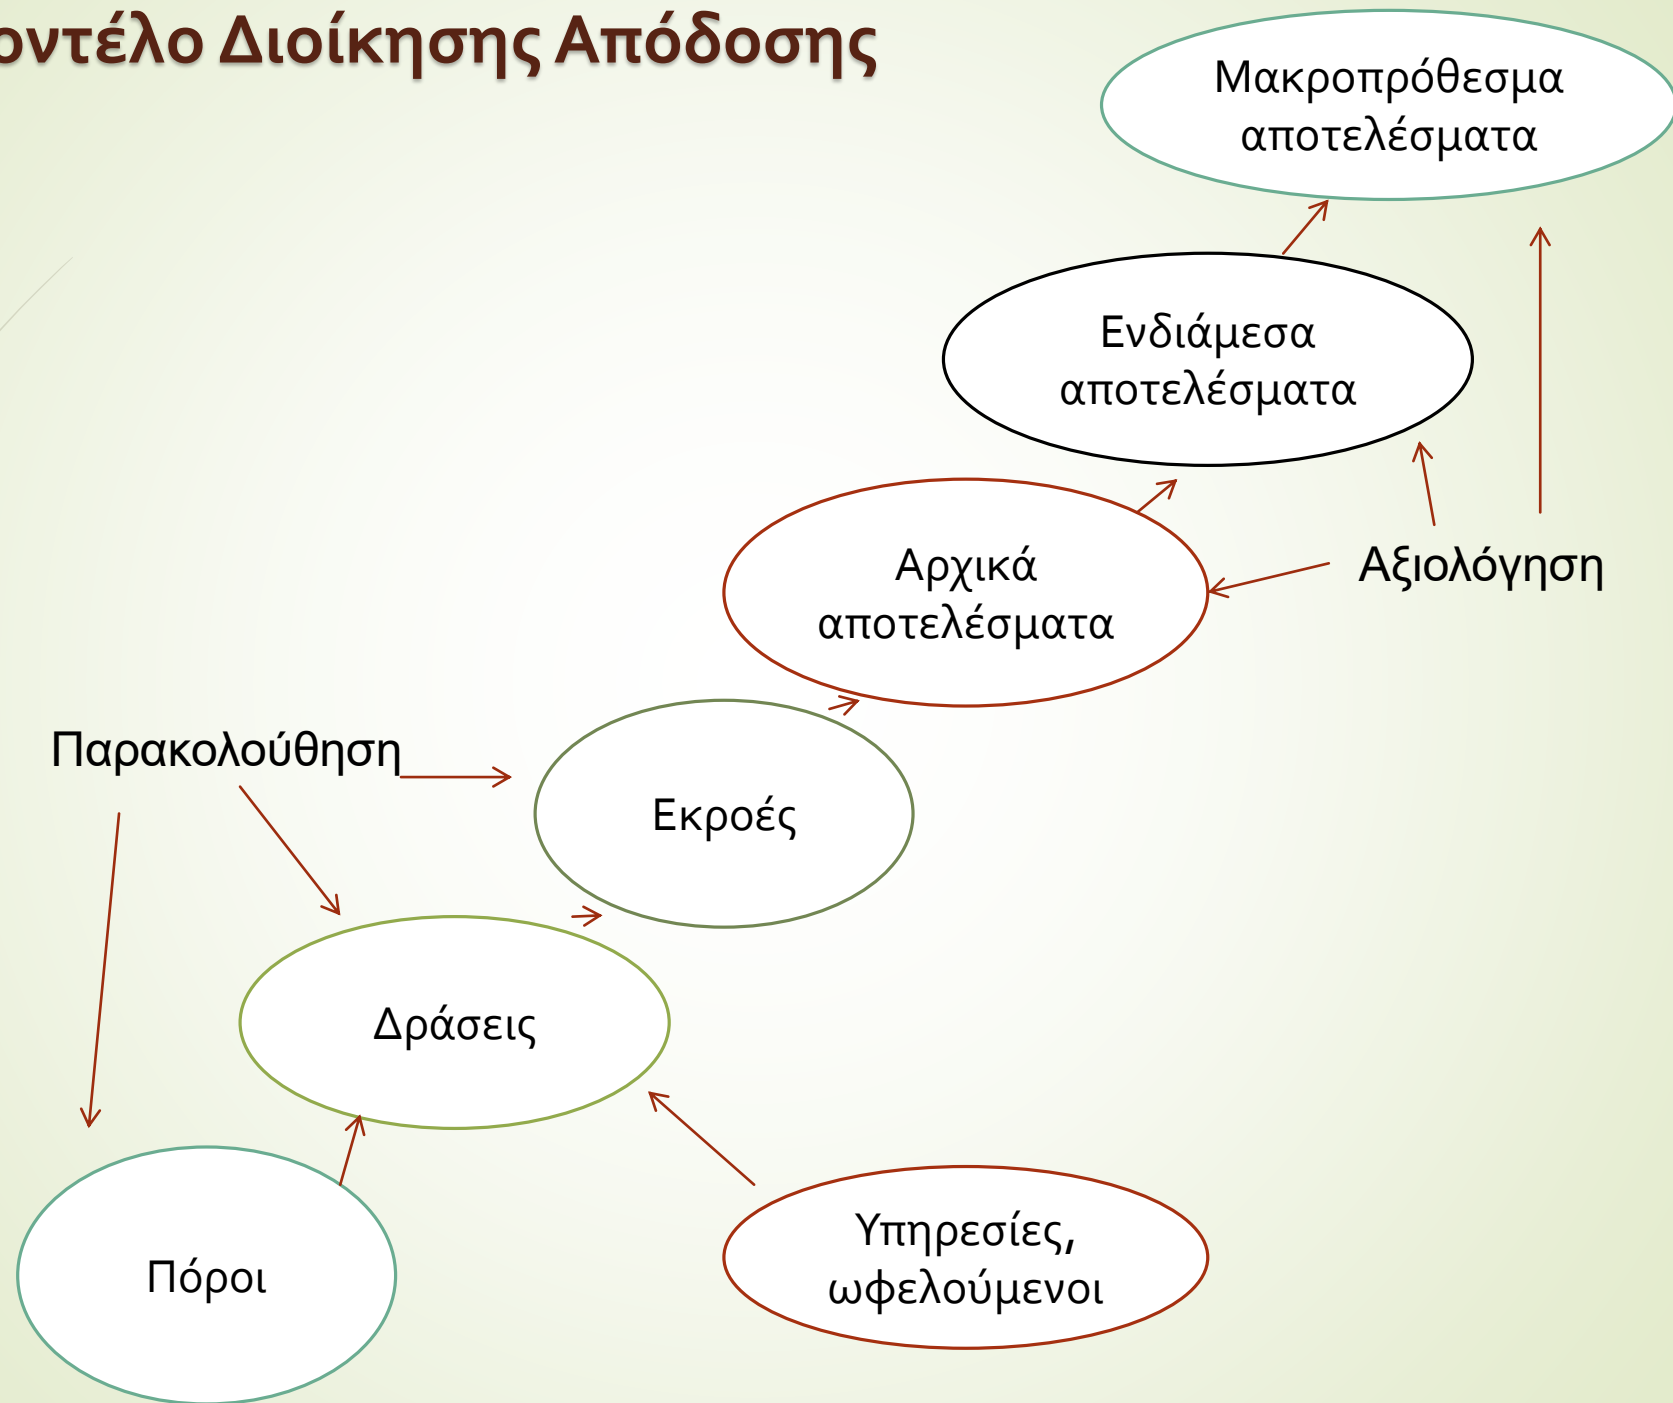 οντέλο Διοίκησης Απόδοσης
Μακροπρόθεσμα
αποτελέσματα
Ενδιάμεσα
αποτελέσματα
Αρχικά
αποτελέσματα
Αξιολόγηση
Παρακολούθηση
Εκροές
Δράσεις
Υπηρεσίες,
ωφελούμενοι
Πόροι